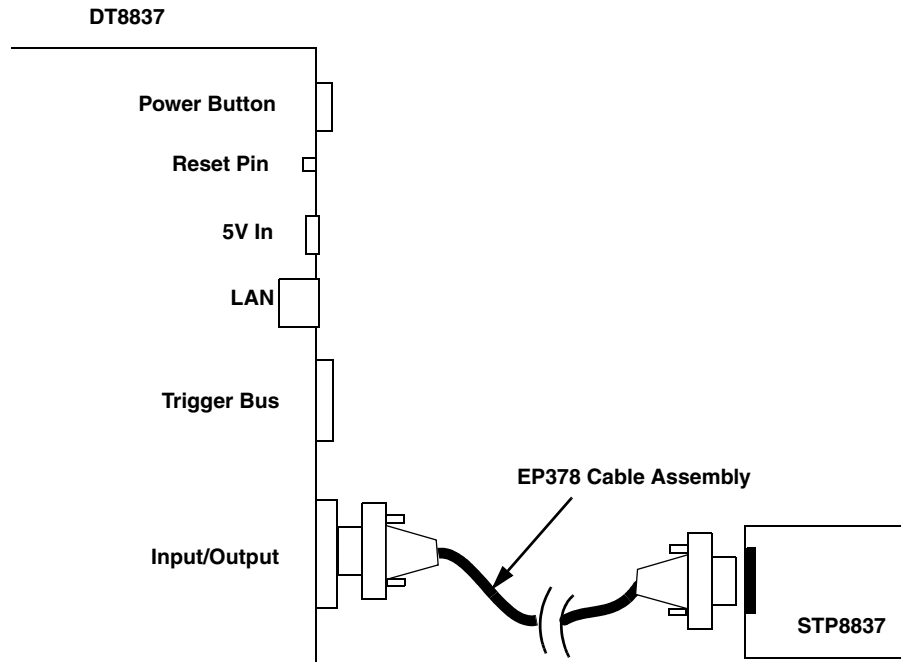 DT8837
Power Button
Reset Pin
5V In
LAN
Trigger Bus
EP378 Cable Assembly
Input/Output
STP8837